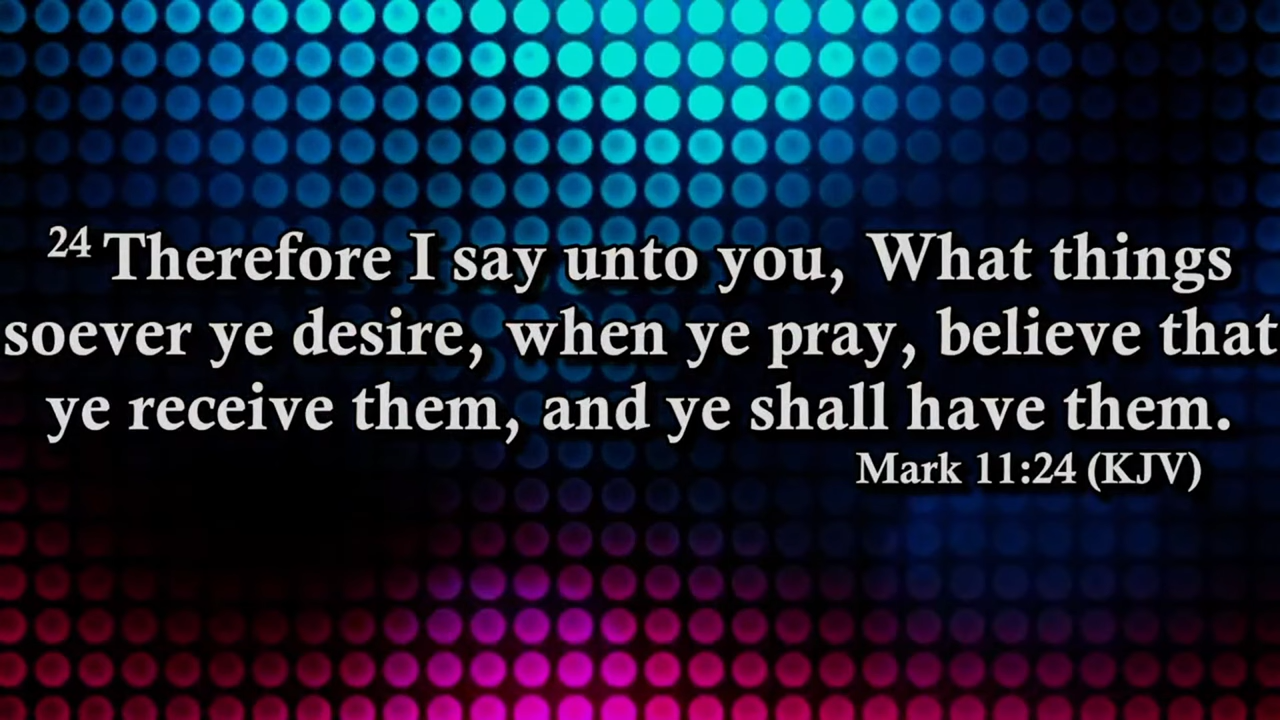 24 Therefore I say unto you, What things
soever ye desire, when ye pray, believe that
ye receive them, and ye shall have them.
Mark 11:24 (KJV)